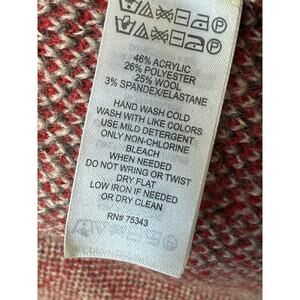 46% ACRYLIC
26% POLYESTER
25% WOOL
3% SPANDEX/ELASTANE
HAND WASH COLD
WASH WITH LIKE COLORS
USE MILD DETERGENT
ONLY NON-CHLORINE
BLEACH
WHEN NEEDED
DO NOT WRING OR TWIST
DRY FLAT
LOW IRON IF NEEDED
OR DRY CLEAN
RN# 75343